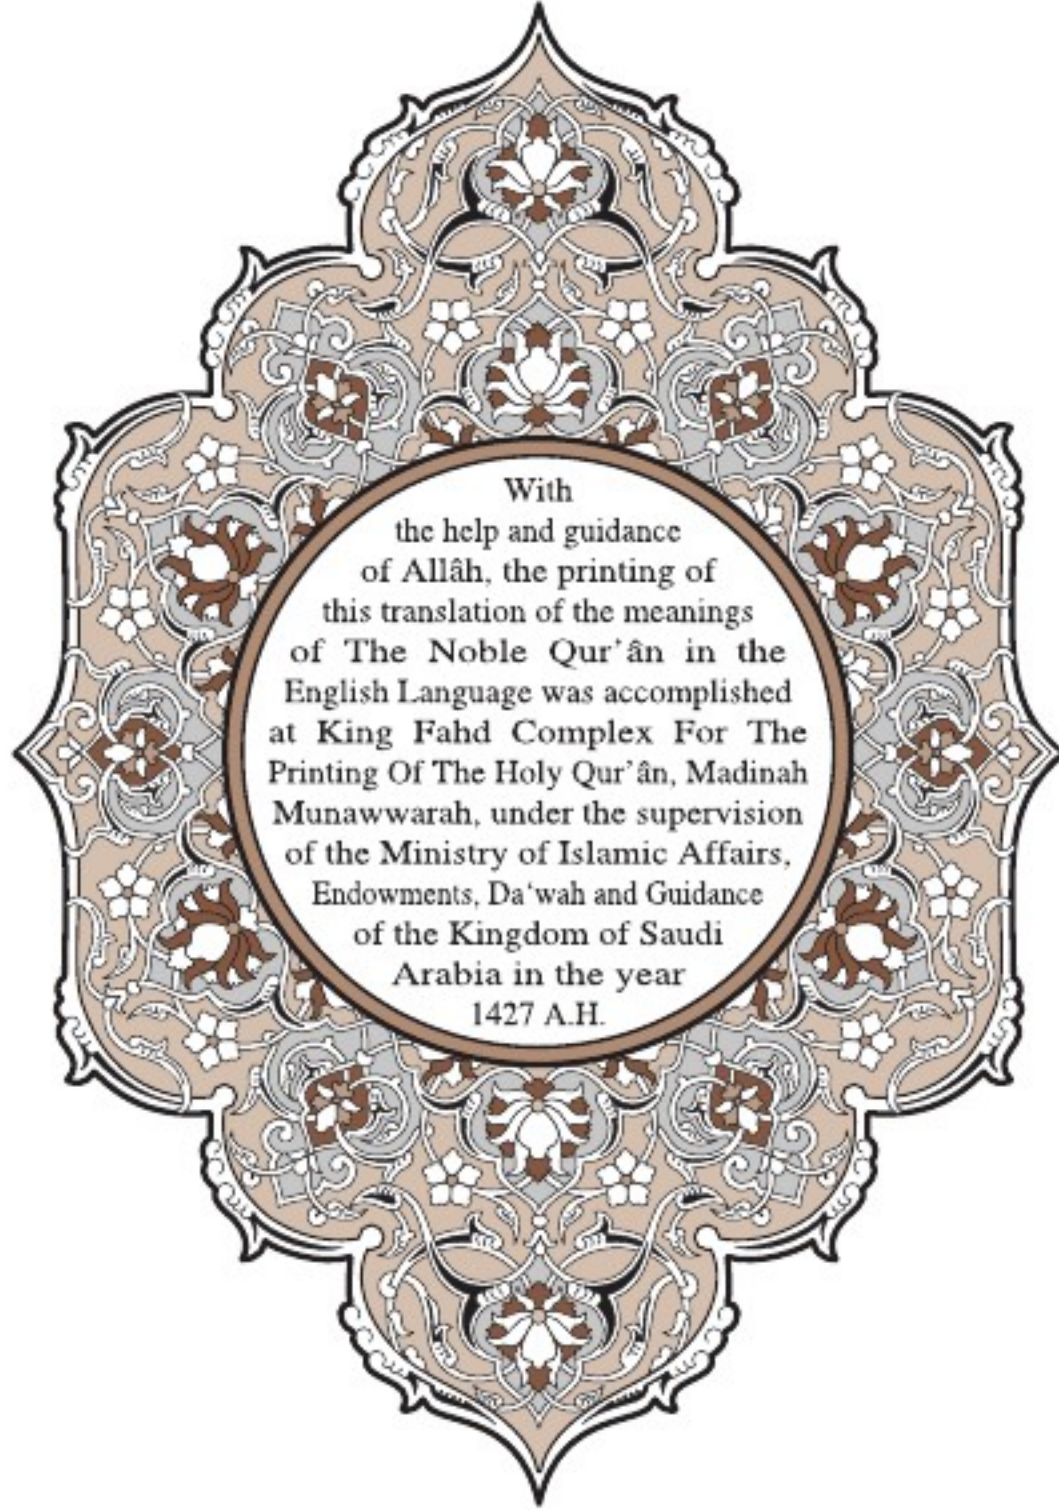 With
the help and guidance
of Allâh, the printing of
this translation of the meanings
of The Noble Qur’ân in the
English Language was accomplished
at King Fahd Complex For The
Printing Of The Holy Qur’ân, Madinah
Munawwarah, under the supervision
of the Ministry of Islamic Affairs,
Endowments, Da‘wah and Guidance
of the Kingdom of Saudi
Arabia in the year
1427 A.H.